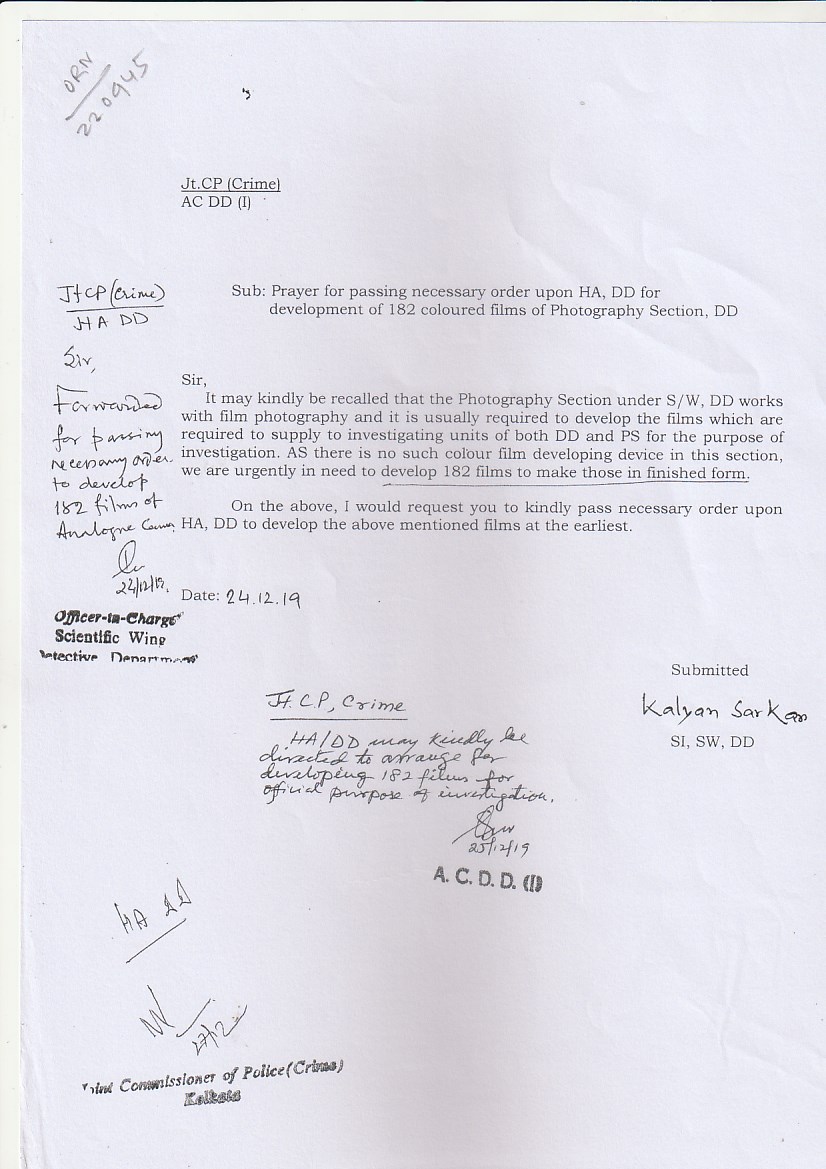 ORN
220945
Jt.CP (Crime)
AC DD (I)
Sub: Prayer for passing necessary order upon HA, DD for
development of 182 coloured films of Photography Section, DD
Jt CP (Crime)
HA DD
Sir,
Forwarded
for passing
necessary order
to develop
182 films of
Analogue
24/12/19.
Officer-in-Charge
Scientific Wing
Detective Department
Sir,
It may kindly be recalled that the Photography Section under S/W, DD works
with film photography and it is usually required to develop the films which are
required to supply to investigating units of both DD and PS for the purpose of
investigation. AS there is no such colour film developing device in this section,
we are urgently in need to develop 182 films to make those in finished form.
On the above, I would request you to kindly pass necessary order upon
HA, DD to develop the above mentioned films at the earliest.
Date: 24.12.19
Submitted
Kalyan Sarkar
SI, SW, DD
Jt. C.P, Crime
HA/DD may kindly be
directed to arrange for
developing 182 films for
official purpose of investigation.
25/12/19
A. C. D. D. (I)
HA DD
27/12
Joint Commissioner of Police (Crime)
Kolkata